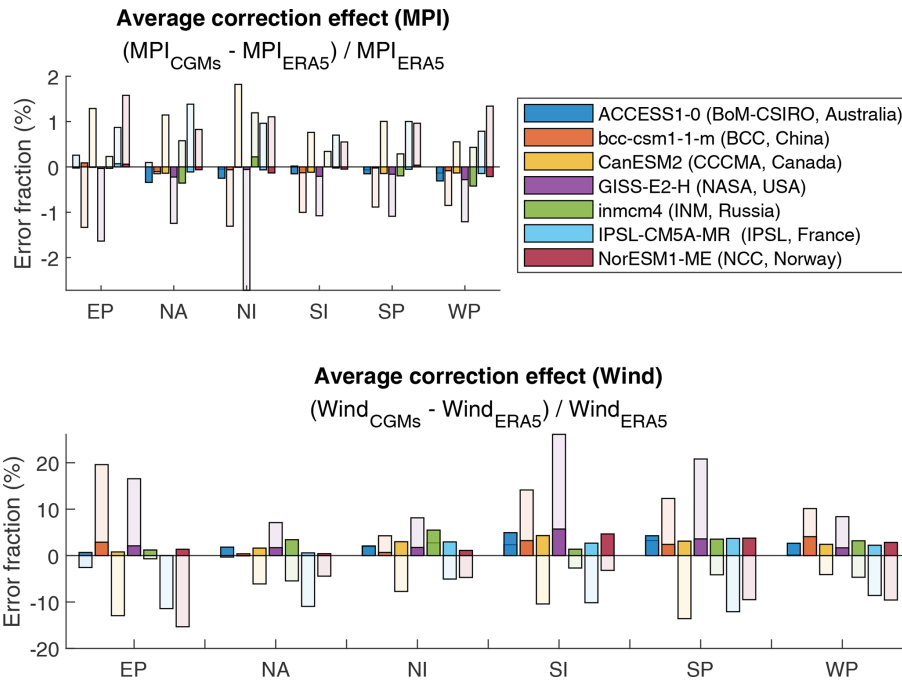 Average correction effect (MPI)
(MPI_CGMs - MPI_ERA5) / MPI_ERA5
Error fraction (%)
2
1
0
-1
-2
EP NA NI SI SP WP
ACCESS1-0 (BoM-CSIRO, Australia)
bcc-csm1-1-m (BCC, China)
CanESM2 (CCCMA, Canada)
GISS-E2-H (NASA, USA)
inmcm4 (INM, Russia)
IPSL-CM5A-MR (IPSL, France)
NorESM1-ME (NCC, Norway)
Average correction effect (Wind)
(Wind_CGMs - Wind_ERA5) / Wind_ERA5
Error fraction (%)
20
10
0
-10
-20
EP NA NI SI SP WP